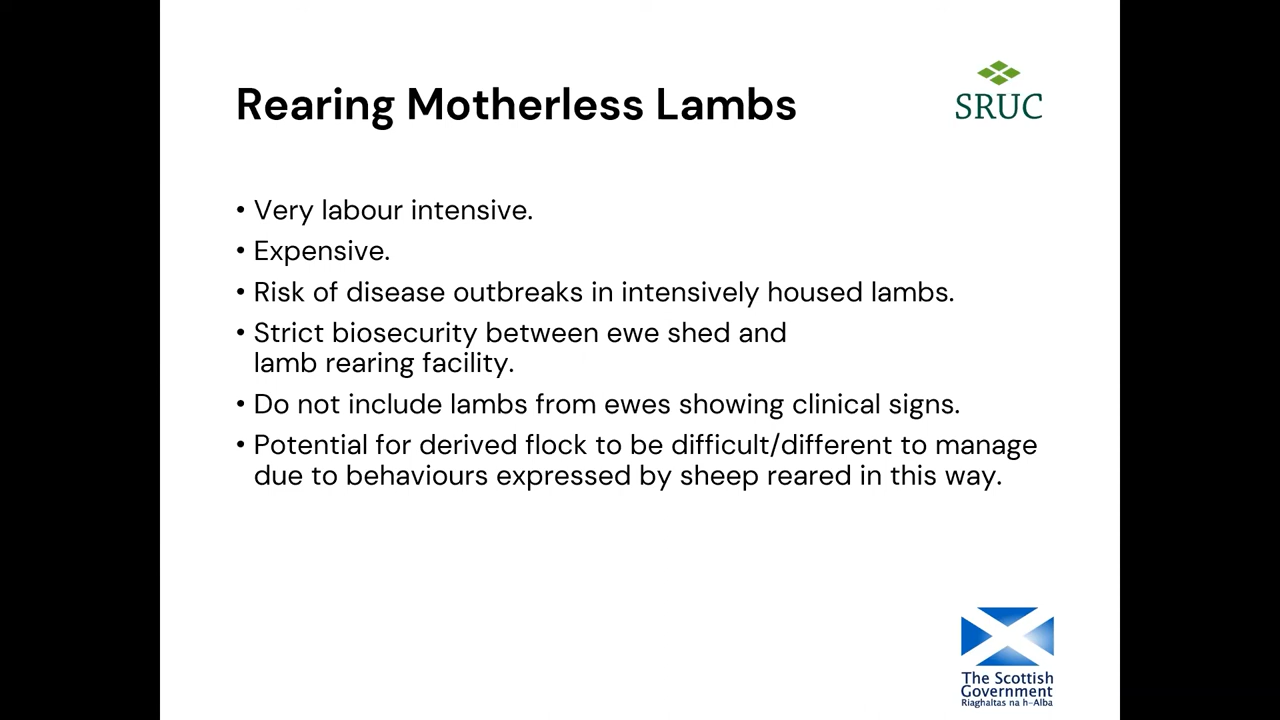 Rearing Motherless Lambs
SRUC
• Very labour intensive.
• Expensive.
• Risk of disease outbreaks in intensively housed lambs.
• Strict biosecurity between ewe shed and
lamb rearing facility.
• Do not include lambs from ewes showing clinical signs.
• Potential for derived flock to be difficult/different to manage
due to behaviours expressed by sheep reared in this way.
The Scottish
Government
Riaghaltas na h-Alba